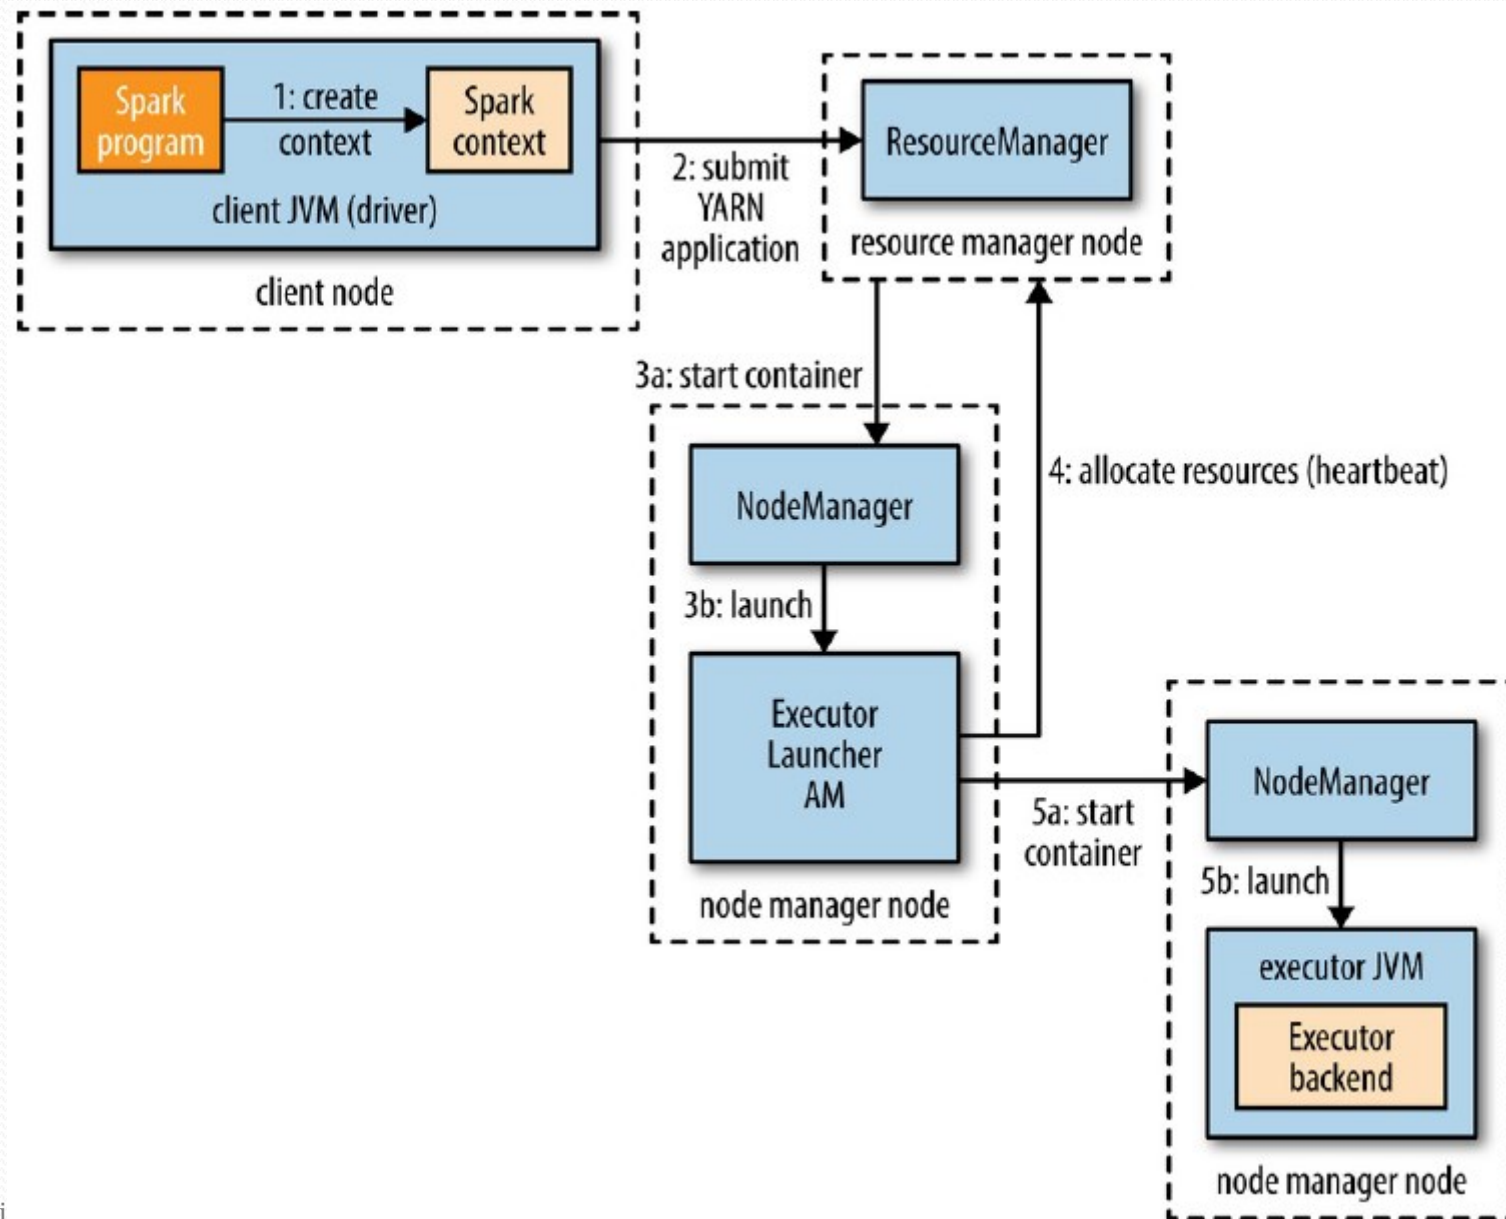 Spark
program
1: create
context
Spark
context
client JVM (driver)
client node
2: submit
YARN
application
ResourceManager
resource manager node
3a: start container
4: allocate resources (heartbeat)
NodeManager
3b: launch
Executor
Launcher
AM
node manager node
5a: start
container
NodeManager
5b: launch
executor JVM
Executor
backend
node manager node
i